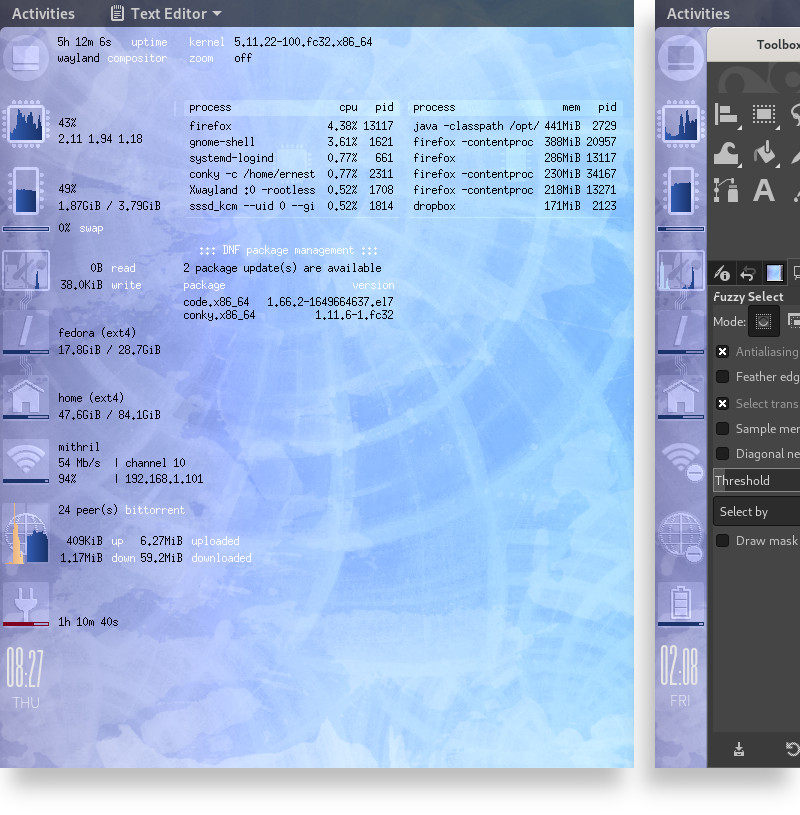 Activities Text Editor
5h 12m 6s uptime kernel 5.11.22-100.fc32.x86_64
wayland compositor zoom off
process cpu pid process mem pid
43%
firefox 4.38% 13117 java -classpath /opt/ 441MiB 2729
2.11 1.94 1.18
gnome-shell 3.61% 1621 firefox -contentproc 388MiB 20957
systemd-logind 0.77% 661 firefox 286MiB 13117
conky -c /home/ernest 0.77% 2311 firefox -contentproc 230MiB 34167
49%
Xwayland :0 -rootless 0.52% 1708 firefox -contentproc 218MiB 13271
1.87GiB / 3.79GiB
sssd_kcm --uid 0 --gi 0.52% 1814 dropbox 171MiB 2123
0% swap
::: DNF package management :::
0B read
2 package update(s) are available
38.0KiB write
package version
code.x86_64 1.66.2-1649664637.el7
conky.x86_64 1.11.6-1.fc32
fedora (ext4)
17.8GiB / 28.7GiB
home (ext4)
47.6GiB / 84.1GiB
mithril
54 Mb/s | channel 10
94% | 192.168.1.101
24 peer(s) bittorrent
409KiB up 6.27MiB uploaded
1.17MiB down 59.2MiB downloaded
1h 10m 40s
08:27
THU
Activities
Toolbox
A
Fuzzy Select
Mode:
Antialiasing
Feather edg
Select trans
Sample mer
Diagonal ne
Threshold
Select by
Draw mask
02:08
FRI